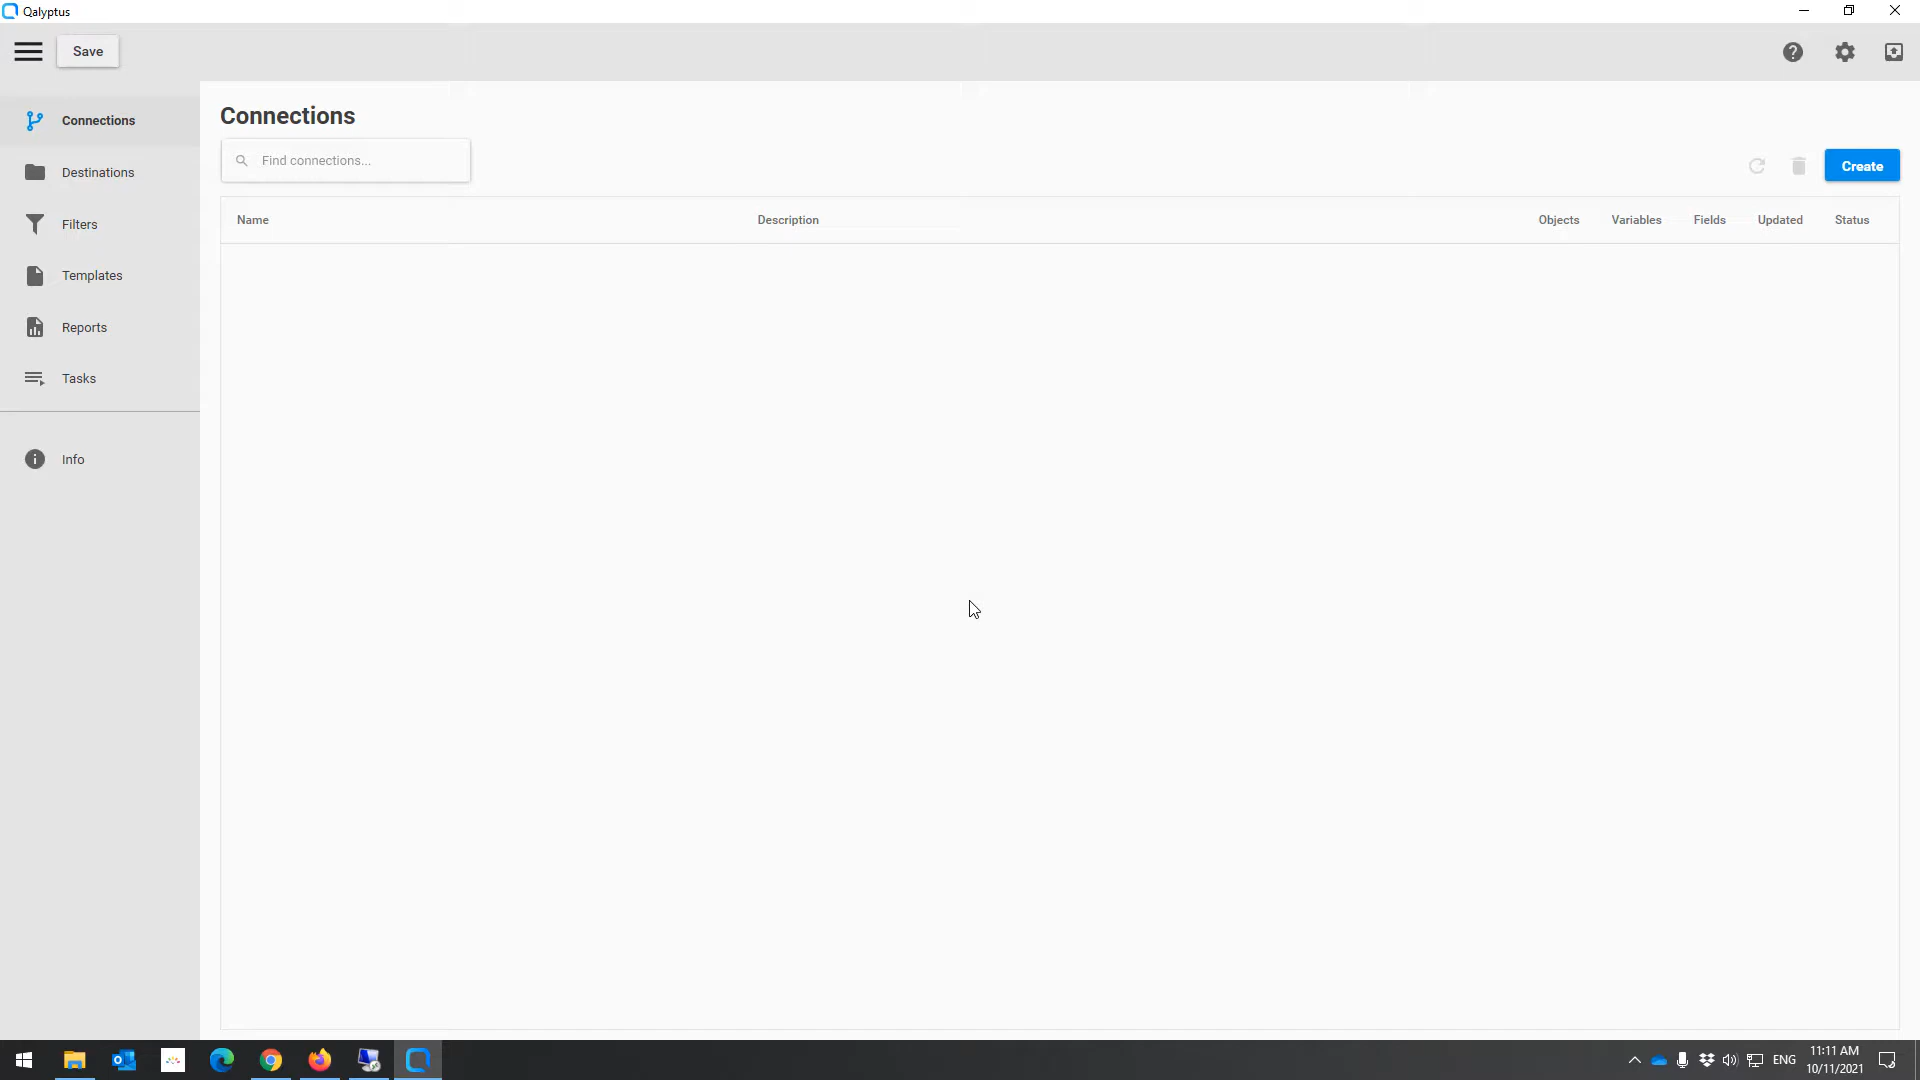 Qalyptus
Save
Connections
Destinations
Filters
Templates
Reports
Tasks
Info
Connections
Find connections...
Create
Name Description Objects Variables Fields Updated Status
ENG
11:11 AM
10/11/2021